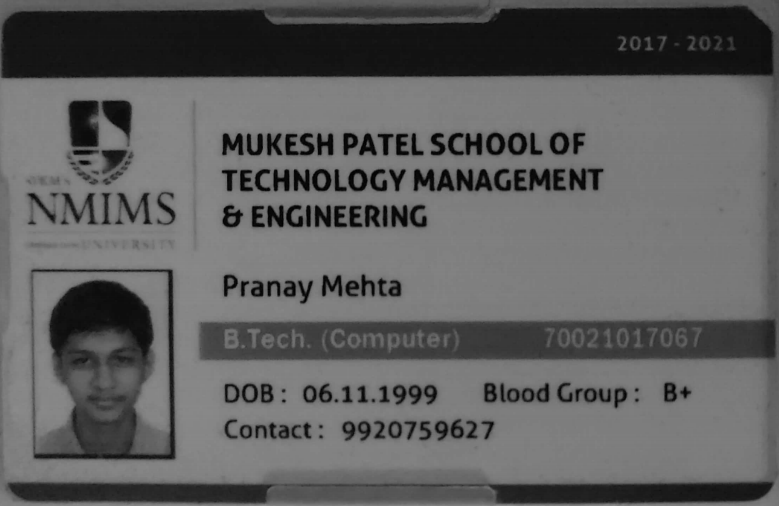 2017 - 2021
MUKESH PATEL SCHOOL OF
TECHNOLOGY MANAGEMENT
& ENGINEERING
SVKM'S
NMIMS
UNIVERSITY
Pranay Mehta
B.Tech. (Computer) 70021017067
DOB : 06.11.1999 Blood Group : B+
Contact : 9920759627